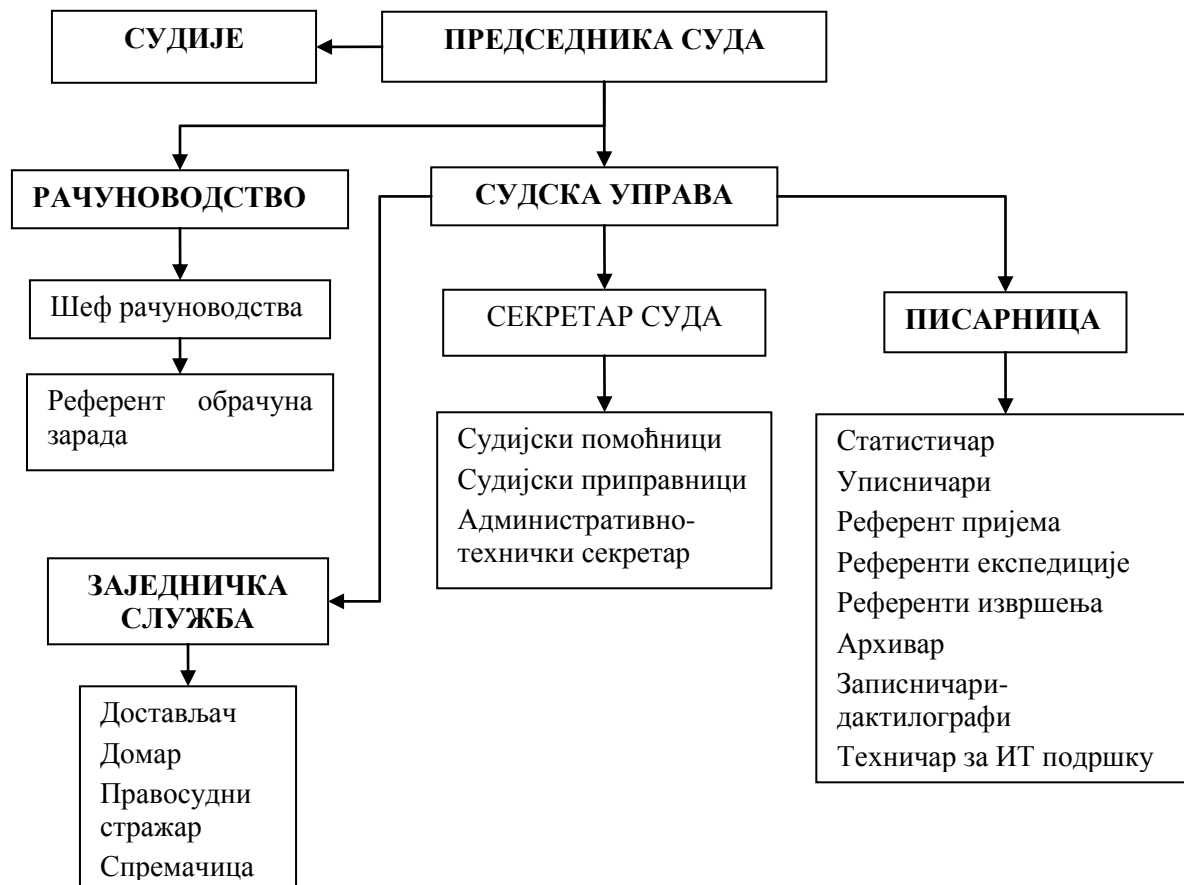 СУДИЈЕ
ПРЕДСЕДНИКА СУДА
РАЧУНОВОДСТВО
СУДСКА УПРАВА
Шеф рачуноводства
СЕКРЕТАР СУДА
ПИСАРНИЦА
Референт обрачуна
зарада
Судијски помоћници
Судијски приправници
Административно-
технички секретар
Статистичар
Уписничари
Референт пријема
Референти експедиције
Референти извршења
Архивар
Записничари-
дактилографи
Техничар за ИТ подршку
ЗАЈЕДНИЧКА
СЛУЖБА
Достављач
Домар
Правосудни
стражар
Спремачица